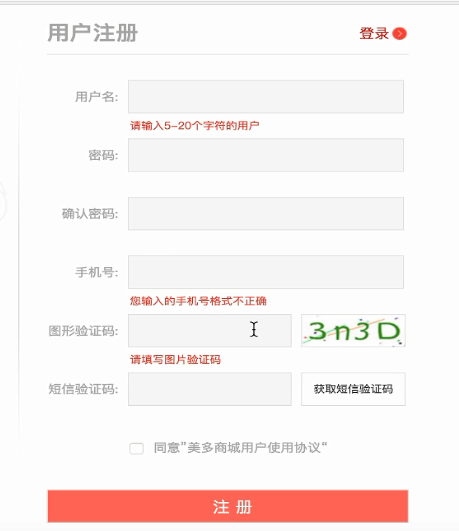 用户注册
登录
用户名:
请输入5-20个字符的用户
密码:
确认密码:
手机号:
您输入的手机号格式不正确
图形验证码:
3n3D
请填写图片验证码
短信验证码:
获取短信验证码
同意”美多商城用户使用协议“
注 册